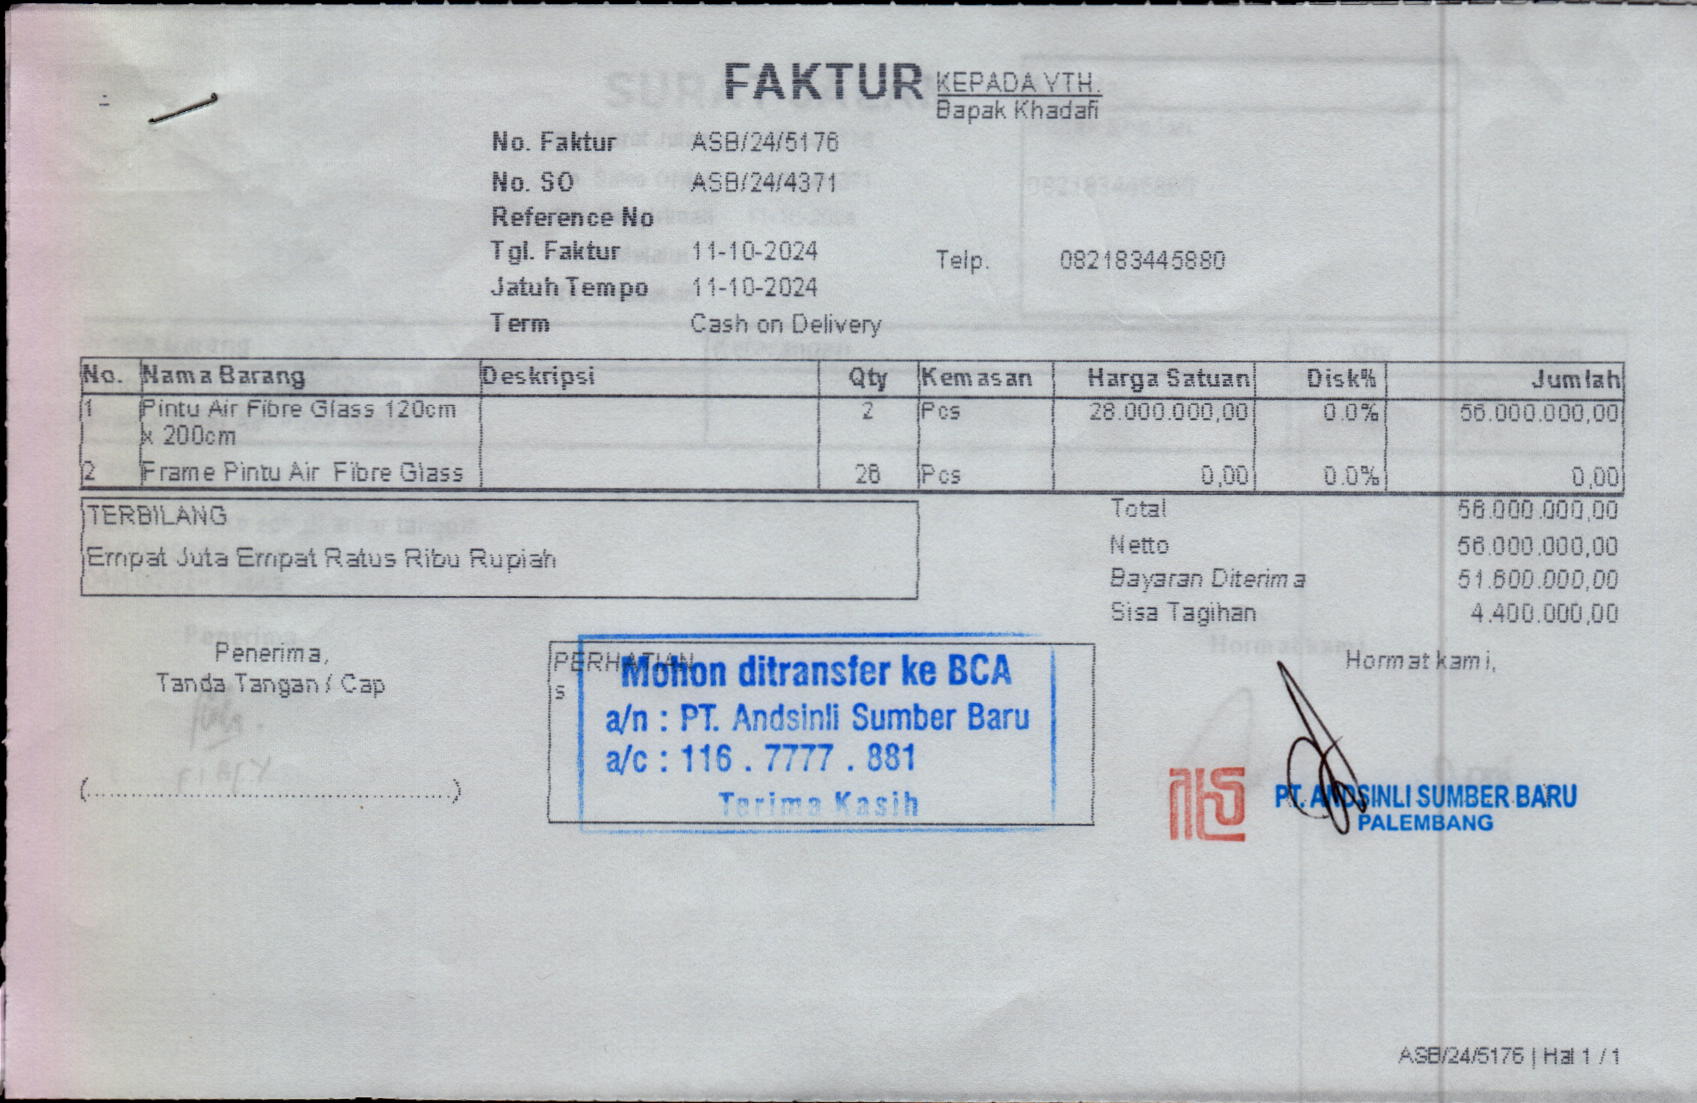 FAKTUR
KEPADA YTH.
Bapak Khadafi
No. Faktur ASB/24/5176
No. SO ASB/24/4371
Reference No
Tgl. Faktur 11-10-2024
Telp. 082183445880
Jatuh Tempo 11-10-2024
Term Cash on Delivery
No. Nama Barang Deskripsi Qty Kemasan Harga Satuan Disk% Jumlah
1 Pintu Air Fibre Glass 120cm 2 Pcs 28.000.000,00 0.0% 56.000.000,00
x 200cm
2 Frame Pintu Air Fibre Glass 26 Pcs 0,00 0.0% 0,00
TERBILANG
Empat Juta Empat Ratus Ribu Rupiah
Total 56.000.000,00
Netto 56.000.000,00
Bayaran Diterima 51.600.000,00
Sisa Tagihan 4.400.000,00
Penerima,
Tanda Tangan / Cap
(..........................................................)
PERHATIAN
s
Mohon ditransfer ke BCA
a/n : PT. Andsinli Sumber Baru
a/c : 116 . 7777 . 881
Terima Kasih
Hormat kami,
PT. ANDSINLI SUMBER BARU
PALEMBANG
ASB/24/5176 | Hal 1 / 1